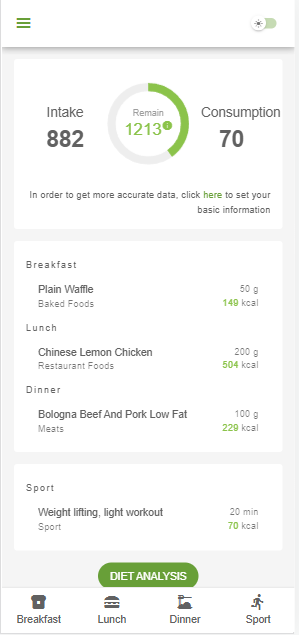 Intake
Remain
Consumption
882
1213
70
In order to get more accurate data, click here to set your
basic information
Breakfast
Plain Waffle
50 g
Baked Foods
149 kcal
Lunch
Chinese Lemon Chicken
200 g
Restaurant Foods
504 kcal
Dinner
Bologna Beef And Pork Low Fat
100 g
Meats
229 kcal
Sport
Weight lifting, light workout
20 min
Sport
70 kcal
DIET ANALYSIS
Breakfast
Lunch
Dinner
Sport